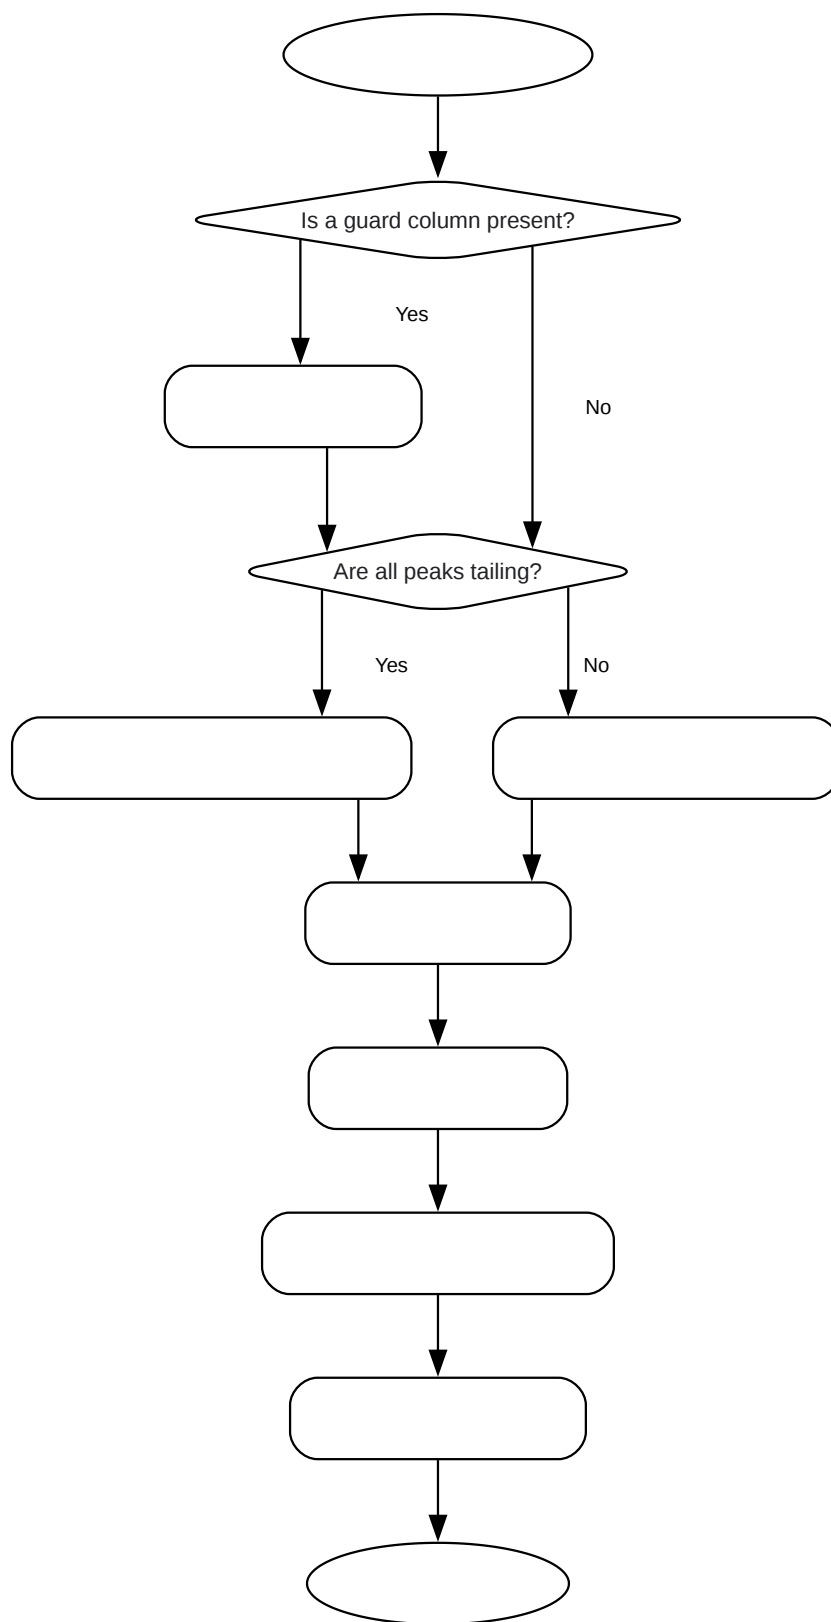 Is a guard column present?
Yes
No
Are all peaks tailing?
Yes
No